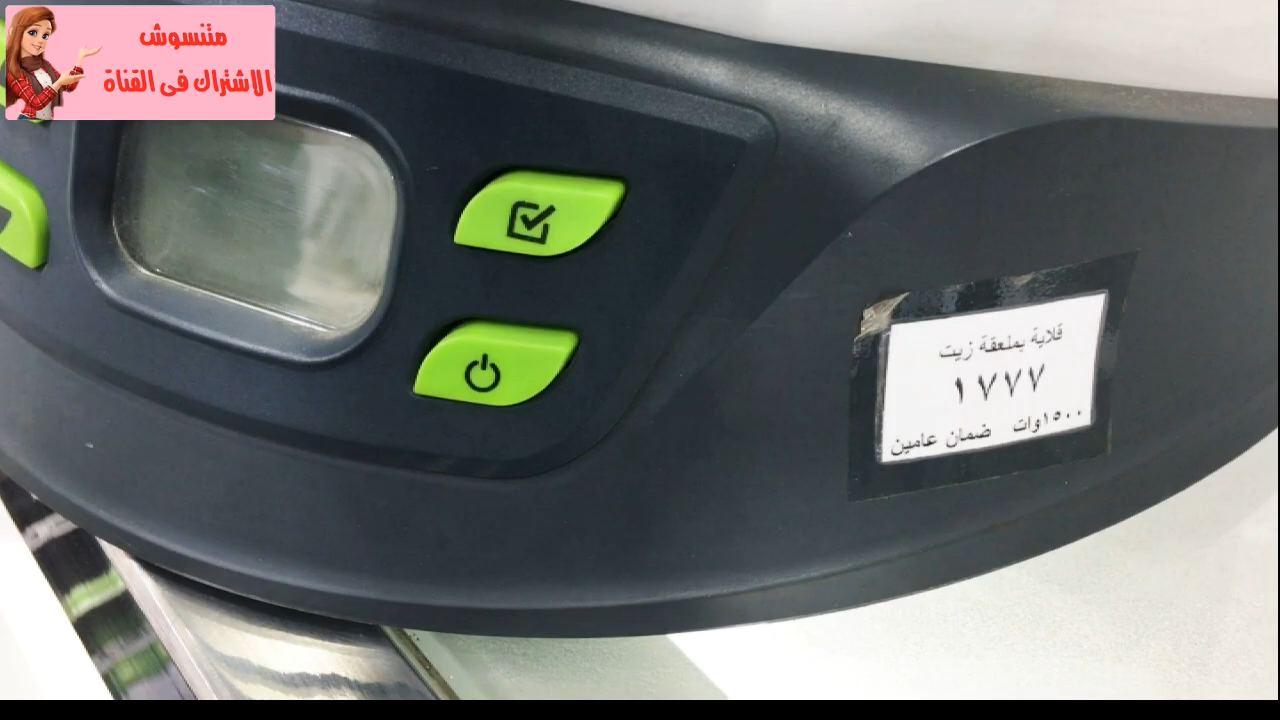 متنسوش
الاشتراك فى القناة
قلاية بملعقة زيت
١٧٧٧
١٥٠٠وات ضمان عامين